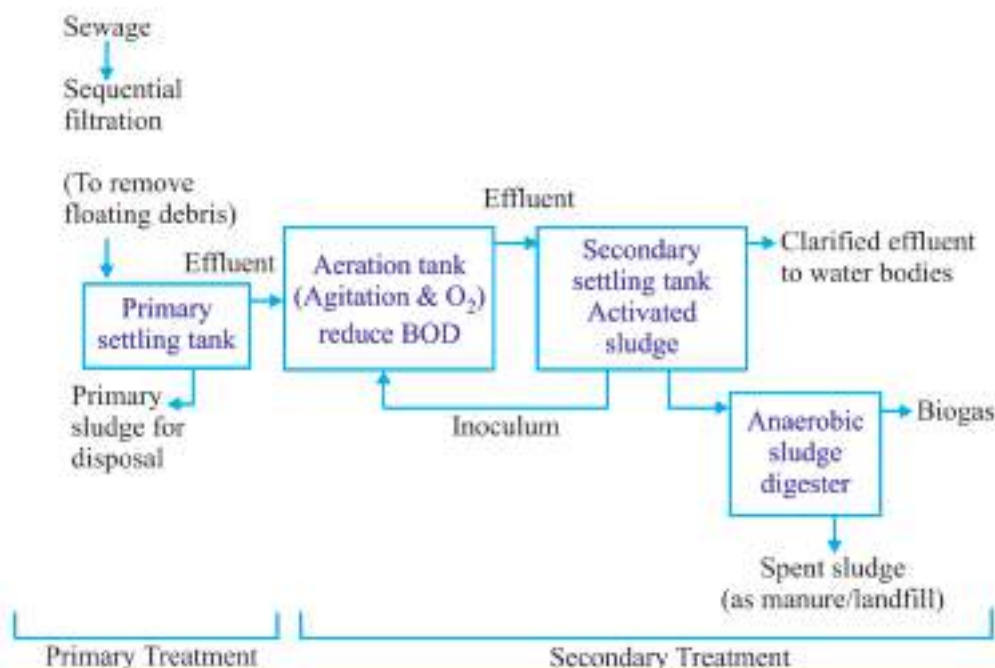 Sewage
Sequential
filtration
(To remove
floating debris)
Effluent
Primary
settling tank
Primary
sludge for
disposal
Aeration tank
(Agitation & O₂)
reduce BOD
Effluent
Secondary
settling tank
Activated
sludge
Clarified effluent
to water bodies
Inoculum
Anaerobic
sludge
digester
Biogas
Spent sludge
(as manure/landfill)
Primary Treatment
Secondary Treatment